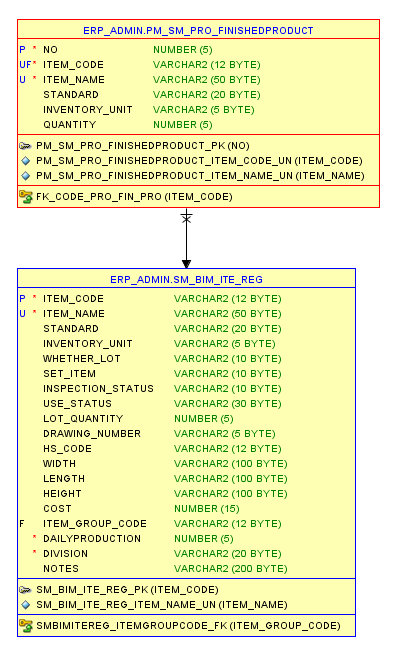 ERP_ADMIN.PM_SM_PRO_FINISHEDPRODUCT
P * NO NUMBER (5)
UF* ITEM_CODE VARCHAR2 (12 BYTE)
U * ITEM_NAME VARCHAR2 (50 BYTE)
STANDARD VARCHAR2 (20 BYTE)
INVENTORY_UNIT VARCHAR2 (5 BYTE)
QUANTITY NUMBER (5)
PM_SM_PRO_FINISHEDPRODUCT_PK (NO)
PM_SM_PRO_FINISHEDPRODUCT_ITEM_CODE_UN (ITEM_CODE)
PM_SM_PRO_FINISHEDPRODUCT_ITEM_NAME_UN (ITEM_NAME)
FK_CODE_PRO_FIN_PRO (ITEM_CODE)
ERP_ADMIN.SM_BIM_ITE_REG
P * ITEM_CODE VARCHAR2 (12 BYTE)
U * ITEM_NAME VARCHAR2 (50 BYTE)
STANDARD VARCHAR2 (20 BYTE)
INVENTORY_UNIT VARCHAR2 (5 BYTE)
WHETHER_LOT VARCHAR2 (10 BYTE)
SET_ITEM VARCHAR2 (10 BYTE)
INSPECTION_STATUS VARCHAR2 (10 BYTE)
USE_STATUS VARCHAR2 (30 BYTE)
LOT_QUANTITY NUMBER (5)
DRAWING_NUMBER VARCHAR2 (5 BYTE)
HS_CODE VARCHAR2 (12 BYTE)
WIDTH VARCHAR2 (100 BYTE)
LENGTH VARCHAR2 (100 BYTE)
HEIGHT VARCHAR2 (100 BYTE)
COST NUMBER (15)
F ITEM_GROUP_CODE VARCHAR2 (12 BYTE)
* DAILYPRODUCTION NUMBER (5)
* DIVISION VARCHAR2 (20 BYTE)
NOTES VARCHAR2 (200 BYTE)
SM_BIM_ITE_REG_PK (ITEM_CODE)
SM_BIM_ITE_REG_ITEM_NAME_UN (ITEM_NAME)
SMBIMITEREG_ITEMGROUPCODE_FK (ITEM_GROUP_CODE)